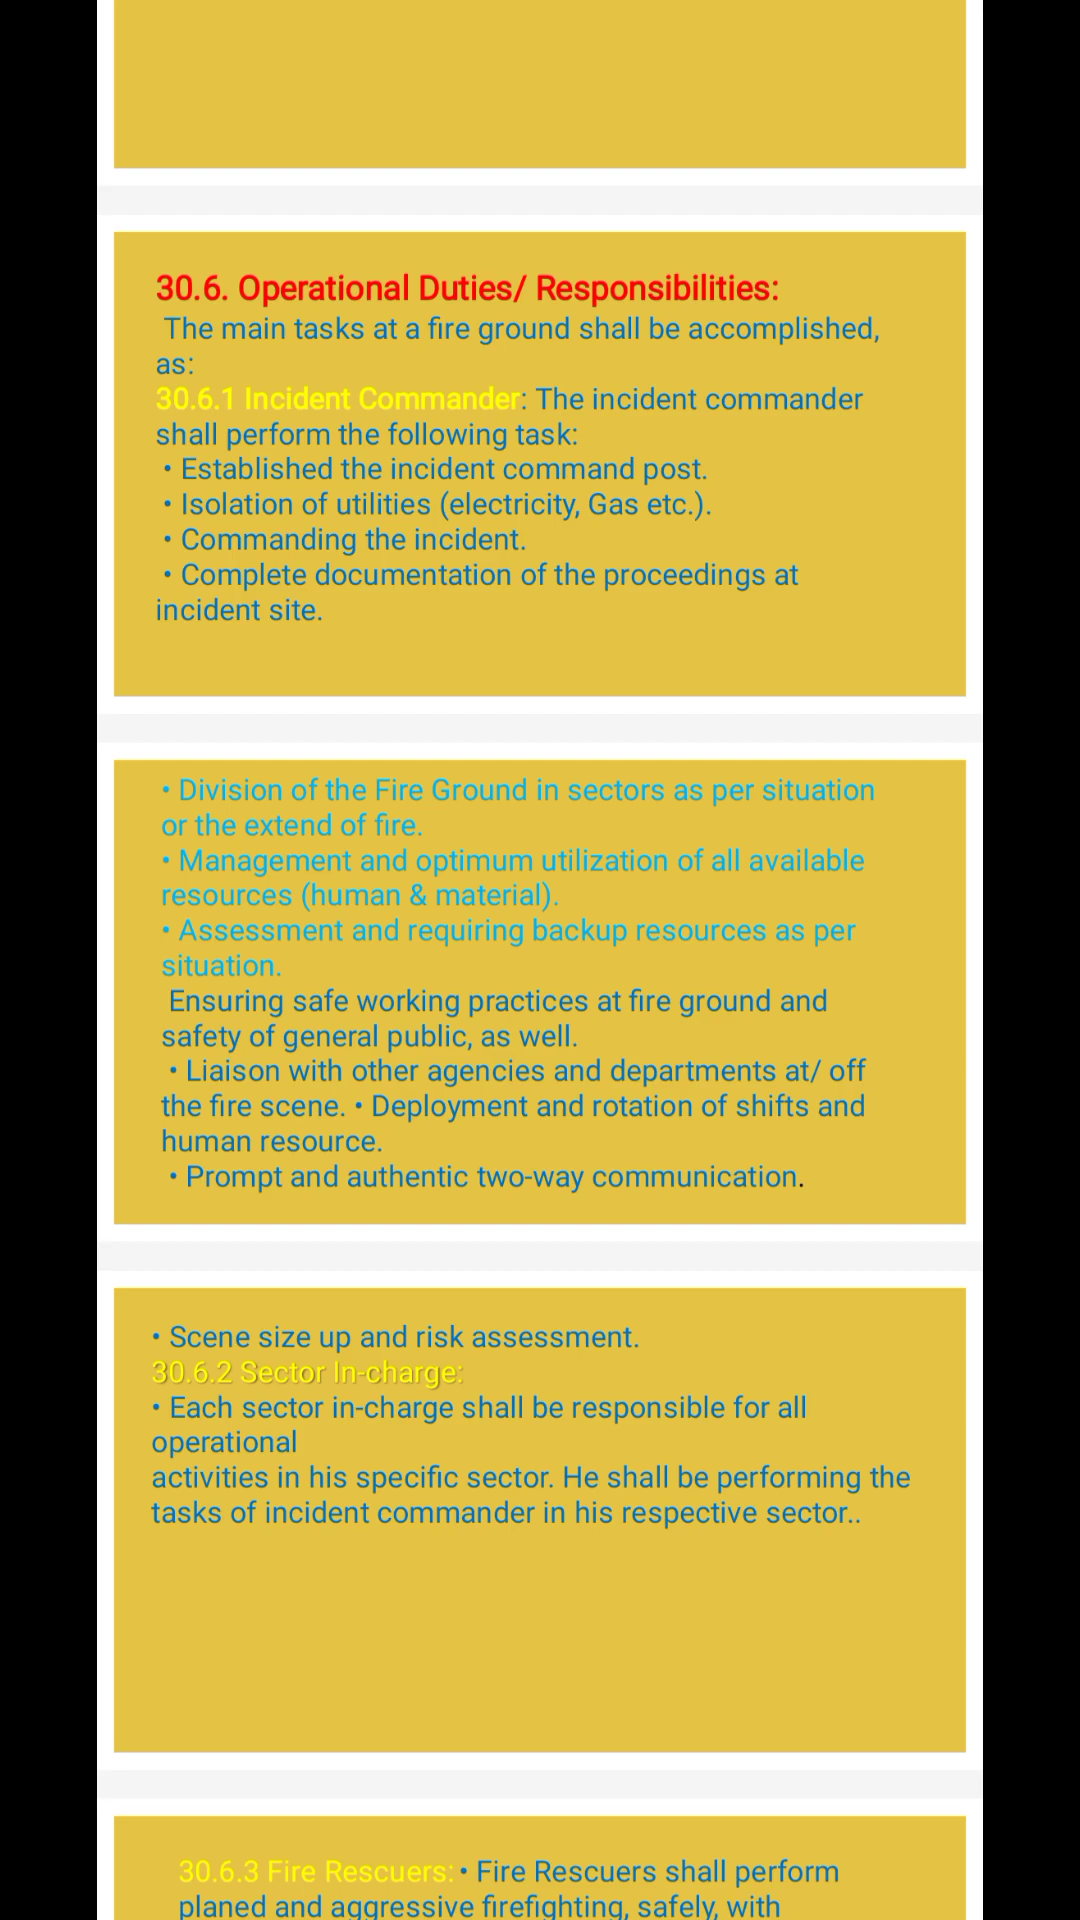 30.6. Operational Duties/ Responsibilities:
The main tasks at a fire ground shall be accomplished,
as:
30.6.1 Incident Commander: The incident commander
shall perform the following task:
• Established the incident command post.
• Isolation of utilities (electricity, Gas etc.).
• Commanding the incident.
• Complete documentation of the proceedings at
incident site.
• Division of the Fire Ground in sectors as per situation
or the extend of fire.
• Management and optimum utilization of all available
resources (human & material).
• Assessment and requiring backup resources as per
situation.
Ensuring safe working practices at fire ground and
safety of general public, as well.
• Liaison with other agencies and departments at/ off
the fire scene. • Deployment and rotation of shifts and
human resource.
• Prompt and authentic two-way communication.
• Scene size up and risk assessment.
30.6.2 Sector In-charge:
• Each sector in-charge shall be responsible for all
operational
activities in his specific sector. He shall be performing the
tasks of incident commander in his respective sector..
30.6.3 Fire Rescuers: • Fire Rescuers shall perform
planed and aggressive firefighting, safely, with